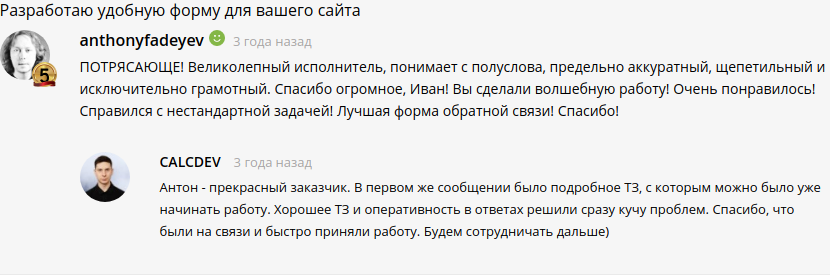 Разработаю удобную форму для вашего сайта
anthonyfadeyev 3 года назад
5
ПОТРЯСАЮЩЕ! Великолепный исполнитель, понимает с полуслова, предельно аккуратный, щепетильный и
исключительно грамотный. Спасибо огромное, Иван! Вы сделали волшебную работу! Очень понравилось!
Справился с нестандартной задачей! Лучшая форма обратной связи! Спасибо!
CALCDEV 3 года назад
Антон - прекрасный заказчик. В первом же сообщении было подробное ТЗ, с которым можно было уже
начинать работу. Хорошее ТЗ и оперативность в ответах решили сразу кучу проблем. Спасибо, что
были на связи и быстро приняли работу. Будем сотрудничать дальше)